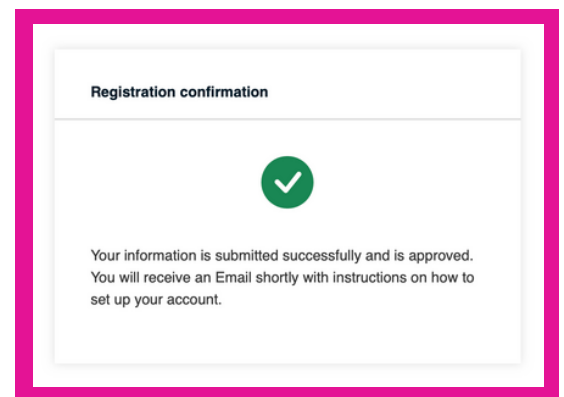 Registration confirmation
Your information is submitted successfully and is approved.
You will receive an Email shortly with instructions on how to
set up your account.